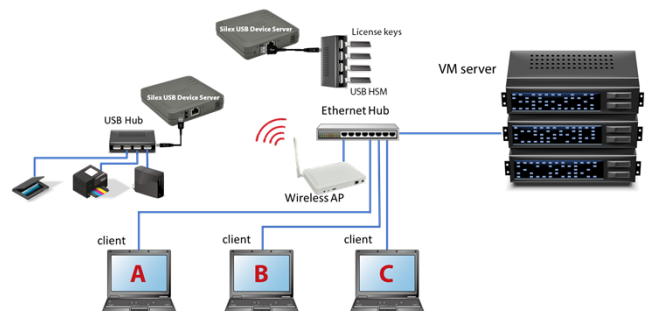 Silex USB Device Server
License keys
USB HSM
VM server
Silex USB Device Server
USB Hub
Ethernet Hub
Wireless AP
client
client
client
A
B
C